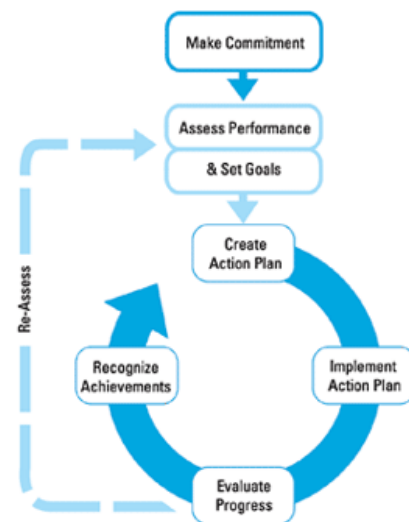 Make Commitment
Assess Performance
& Set Goals
Create
Action Plan
Re-Assess
Recognize
Achievements
Implement
Action Plan
Evaluate
Progress